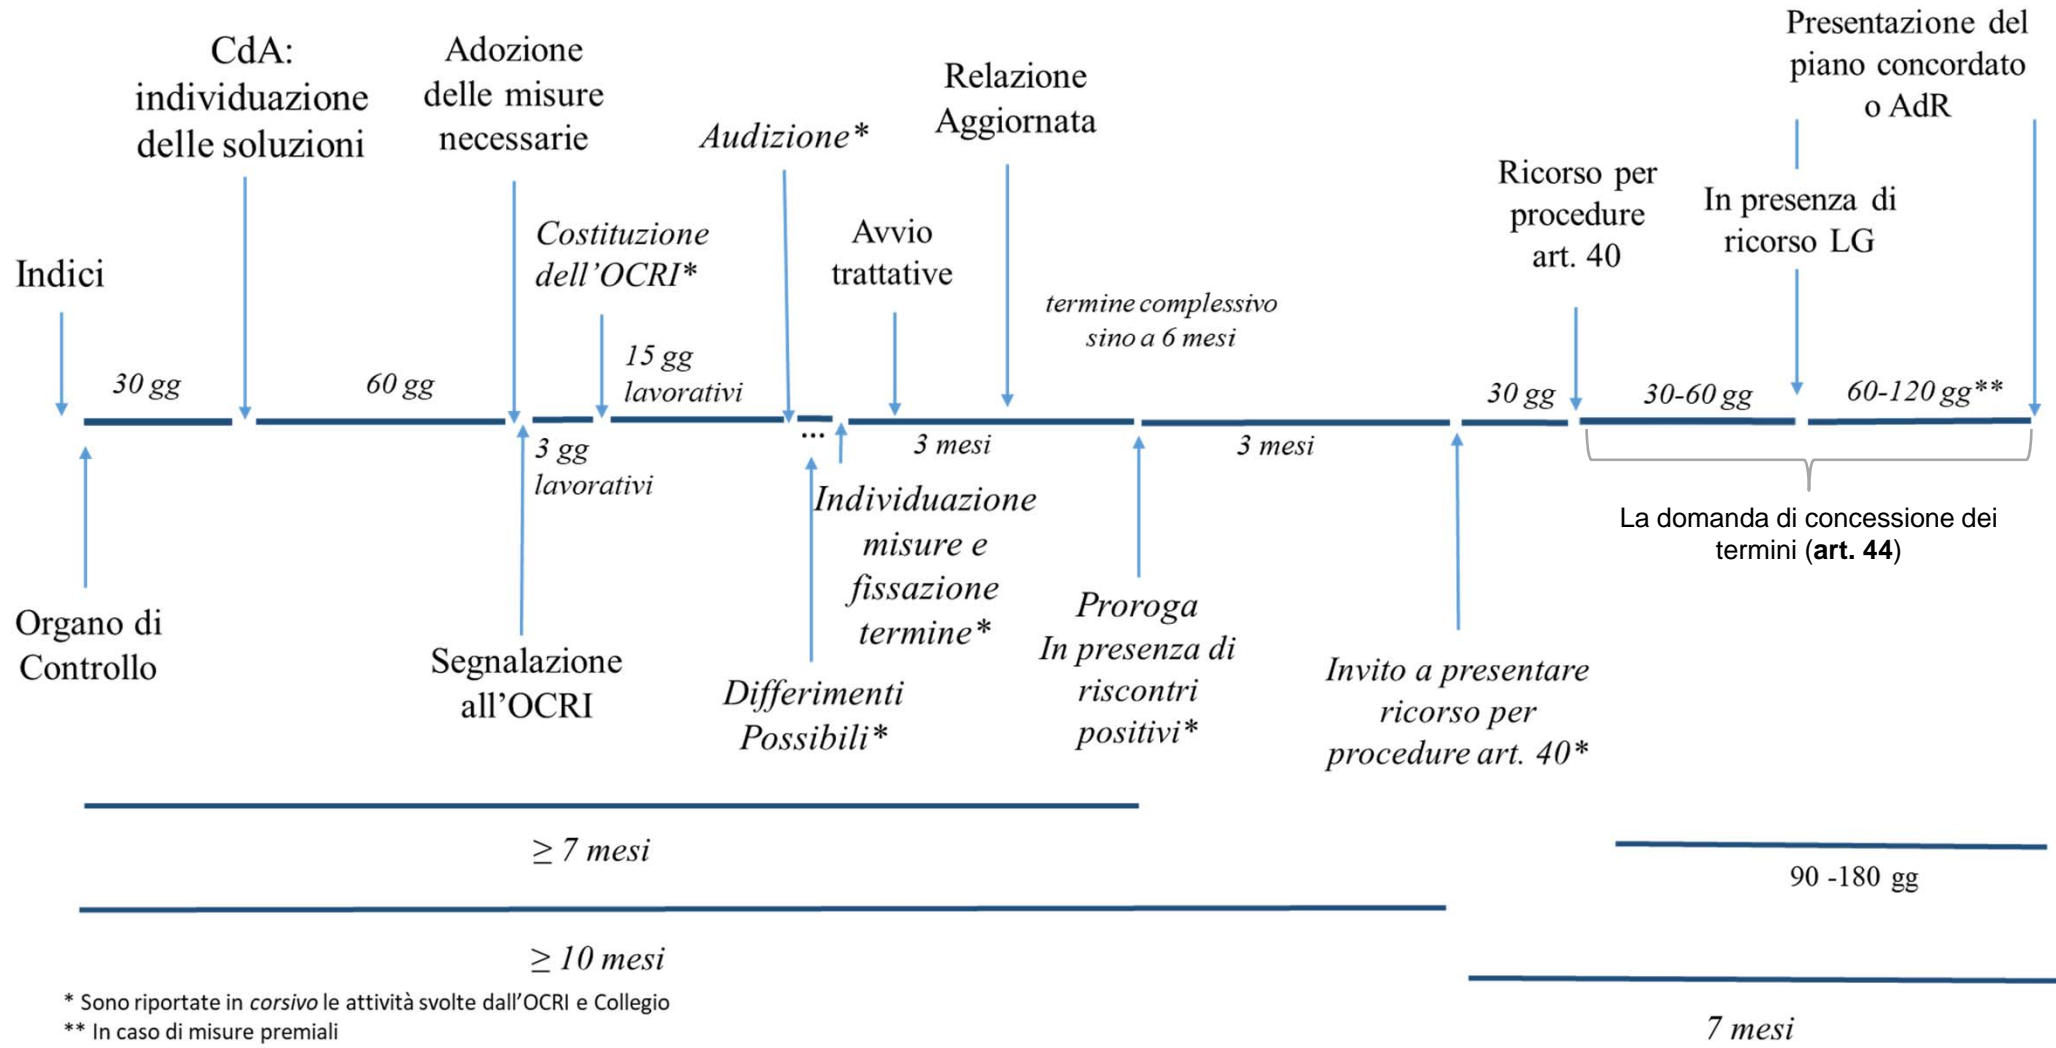 CdA:
individuazione
delle soluzioni
Adozione
delle misure
necessarie
Audizione*
Relazione
Aggiornata
Presentazione del
piano concordato
o AdR
Ricorso per
procedure
art. 40
In presenza di
ricorso LG
Indici
Costituzione
dell’OCRI*
Avvio
trattative
termine complessivo
sino a 6 mesi
30 gg
60 gg
15 gg
lavorativi
30 gg
30-60 gg
60-120 gg**
3 gg
lavorativi
...
3 mesi
3 mesi
Individuazione
misure e
fissazione
termine*
La domanda di concessione dei
termini (art. 44)
Organo di
Controllo
Segnalazione
all’OCRI
Differimenti
Possibili*
Proroga
In presenza di
riscontri
positivi*
Invito a presentare
ricorso per
procedure art. 40*
≥ 7 mesi
90 -180 gg
≥ 10 mesi
7 mesi
* Sono riportate in corsivo le attività svolte dall’OCRI e Collegio
** In caso di misure premiali